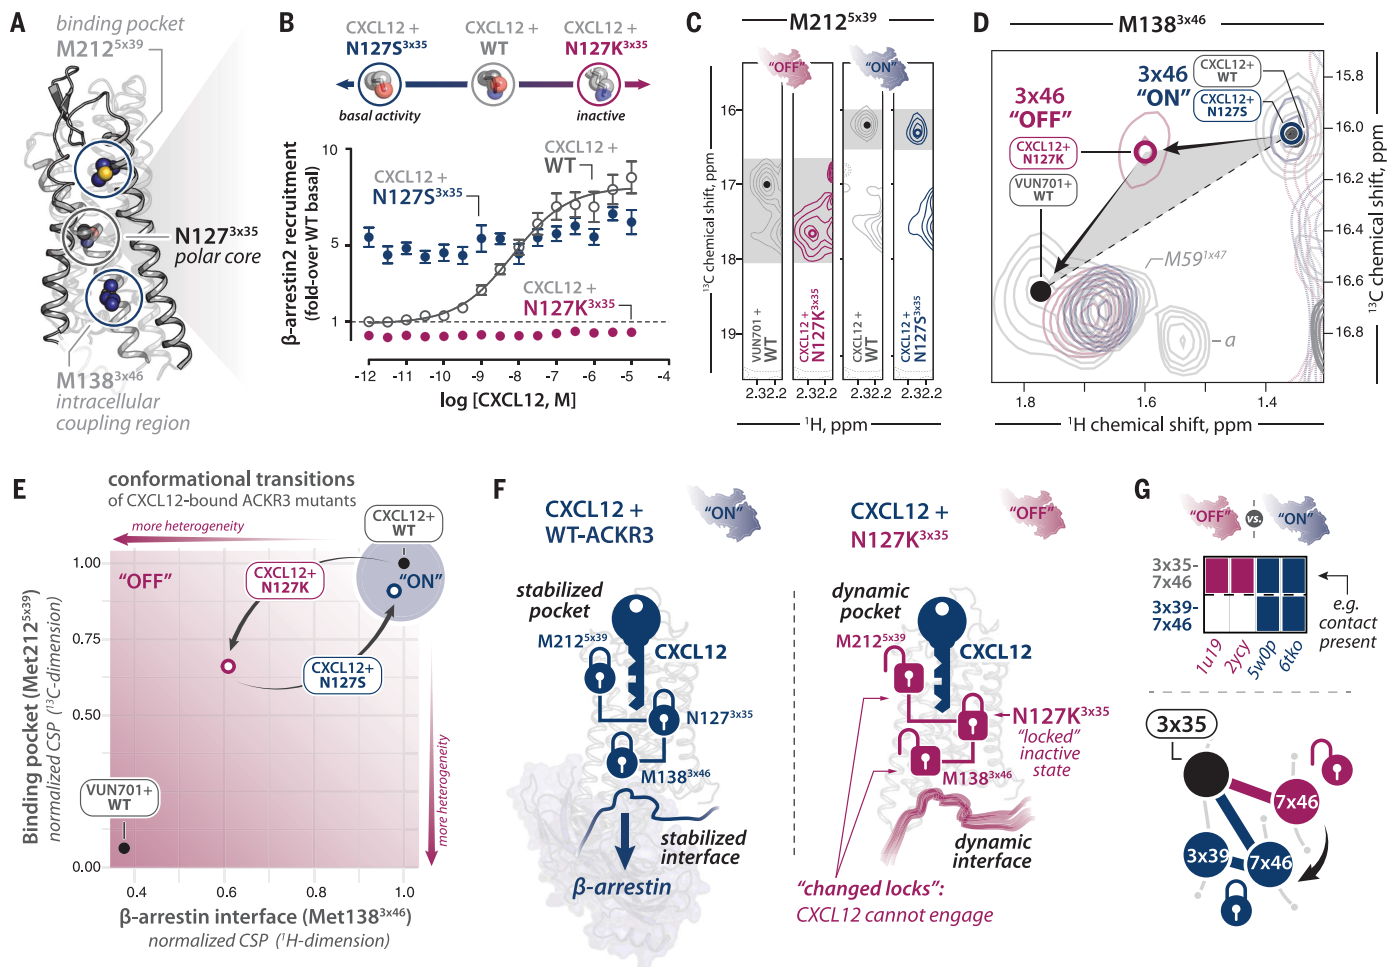 A
binding pocket
M212 5x39
N127 3x35
polar core
M138 3x46
intracellular
coupling region
B
CXCL12 +
N127S 3x35
CXCL12 +
WT
CXCL12 +
N127K 3x35
basal activity
inactive
β-arrestin2 recruitment
(fold-over WT basal)
10
5
1
CXCL12 +
WT
CXCL12 +
N127S 3x35
CXCL12 +
N127K 3x35
-12 -11 -10 -9 -8 -7 -6 -5 -4
log [CXCL12, M]
C
M212 5x39
"OFF"
"ON"
13C chemical shift, ppm
16
17
18
19
VUN701 +
WT
CXCL12 +
N127K 3x35
CXCL12 +
WT
CXCL12 +
N127S 3x35
2.32.2 2.32.2 2.32.2 2.32.2
1H, ppm
D
M138 3x46
3x46
"OFF"
CXCL12+
N127K
VUN701+
WT
3x46
"ON"
CXCL12+
WT
CXCL12+
N127S
M59 1x47
a
15.8
16.0
16.2
16.4
16.6
16.8
13C chemical shift, ppm
1.8 1.6 1.4
1H chemical shift, ppm
E
conformational transitions
of CXCL12-bound ACKR3 mutants
more heterogeneity
CXCL12+
WT
"OFF"
"ON"
CXCL12+
N127K
CXCL12+
N127S
VUN701+
WT
more heterogeneity
Binding pocket (Met212 5x39)
normalized CSP (13C-dimension)
1.00
0.75
0.50
0.00
0.4 0.6 0.8 1.0
β-arrestin interface (Met138 3x46)
normalized CSP (1H-dimension)
F
CXCL12 +
WT-ACKR3
"ON"
stabilized
pocket
M212 5x39
CXCL12
N127 3x35
M138 3x46
stabilized
interface
β-arrestin
CXCL12 +
N127K 3x35
"OFF"
dynamic
pocket
M212 5x39
CXCL12
N127K 3x35
"locked"
inactive
state
M138 3x46
dynamic
interface
"changed locks":
CXCL12 cannot engage
G
"OFF"
vs.
"ON"
3x35-
7x46
3x39-
7x46
e.g.
contact
present
1u19
2ycy
5w0p
6tko
3x35
7x46
3x39
7x46